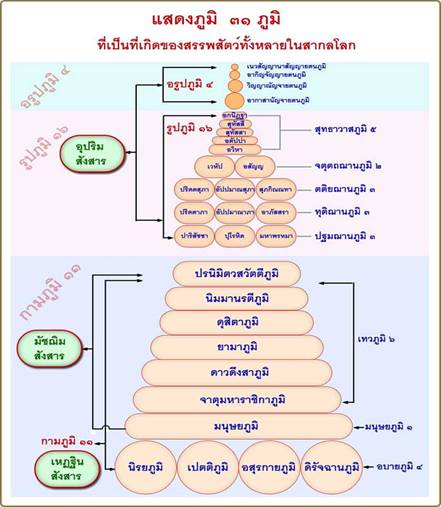 แสดงภูมิ ๓๑ ภูมิ
ที่เป็นที่เกิดของสรรพสัตว์ทั้งหลายในสากลโลก
อรูปภูมิ ๔
อรูปภูมิ ๔
เนวสัญญานาสัญญายตนภูมิ
อากิญจัญญายตนภูมิ
วิญญาณัญจายตนภูมิ
อากาสานัญจายตนภูมิ
รูปภูมิ ๑๖
อุปริม
สังสาร
รูปภูมิ ๑๖
อกนิฏฐา
สุทัสสี
สุทัสสา
อตัปปา
อวิหา
สุทธาวาสภูมิ ๕
เวหัป
อสัญญ
จตุตถฌานภูมิ ๒
ปริตตสุภา
อัปปมาณสุภา
สุภกิณณหา
ตติยฌานภูมิ ๓
ปริตตาภา
อัปปมาณาภา
อาภัสสรา
ทุติฌานภูมิ ๓
ปาริสัชชา
ปุโรหิต
มหาพรหมา
ปฐมฌานภูมิ ๓
กามภูมิ ๑๑
มัชฌิม
สังสาร
ปรนิมิตวสวัตตีภูมิ
นิมมานรตีภูมิ
ดุสิตาภูมิ
ยามาภูมิ
ดาวดึงสาภูมิ
จาตุมหาราชิกาภูมิ
เทวภูมิ ๖
มนุษยภูมิ
มนุษยภูมิ ๑
กามภูมิ ๑๑
เหฏฐิน
สังสาร
นิรยภูมิ
เปตติภูมิ
อสุรกายภูมิ
ดิรัจฉานภูมิ
อบายภูมิ ๔